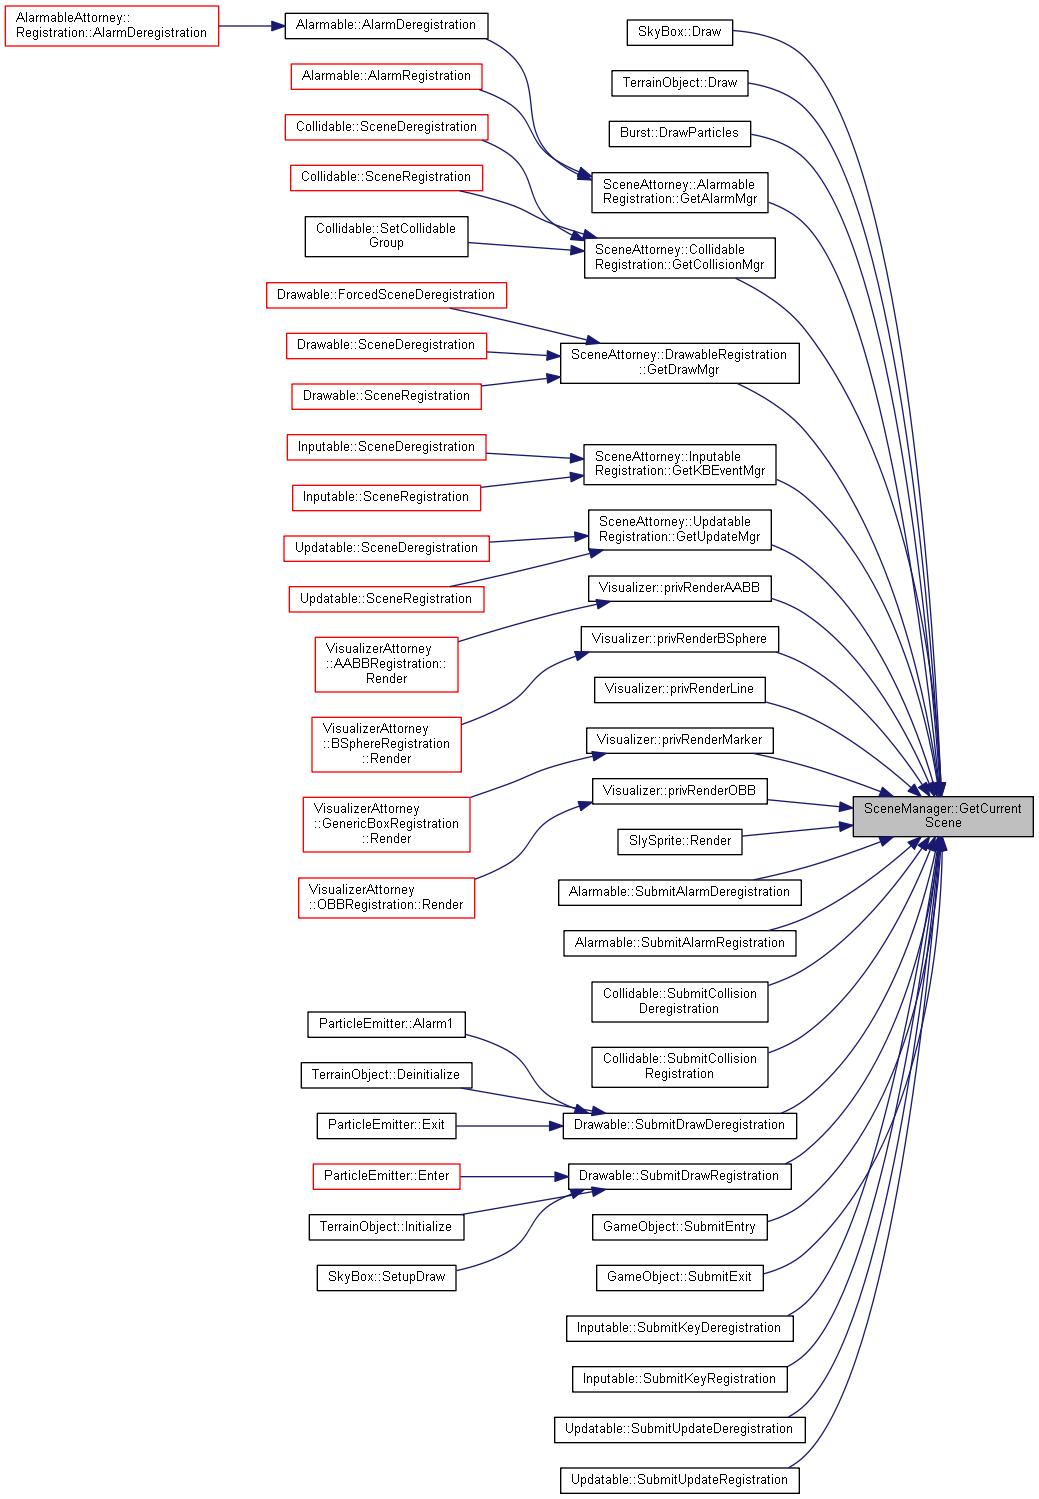 AlarmableAttorney::
Registration::AlarmDeregistration
Alarmable::AlarmDeregistration
Alarmable::AlarmRegistration
Collidable::SceneDeregistration
Collidable::SceneRegistration
Collidable::SetCollidable
Group
Drawable::ForcedSceneDeregistration
Drawable::SceneDeregistration
Drawable::SceneRegistration
Inputable::SceneDeregistration
Inputable::SceneRegistration
Updatable::SceneDeregistration
Updatable::SceneRegistration
VisualizerAttorney
::AABBRegistration::
Render
VisualizerAttorney
::BSphereRegistration
::Render
VisualizerAttorney
::GenericBoxRegistration
::Render
VisualizerAttorney
::OBBRegistration::Render
ParticleEmitter::Alarm1
TerrainObject::Deinitialize
ParticleEmitter::Exit
ParticleEmitter::Enter
TerrainObject::Initialize
SkyBox::SetupDraw
SkyBox::Draw
TerrainObject::Draw
Burst::DrawParticles
SceneAttorney::Alarmable
Registration::GetAlarmMgr
SceneAttorney::Collidable
Registration::GetCollisionMgr
SceneAttorney::DrawableRegistration
::GetDrawMgr
SceneAttorney::Inputable
Registration::GetKBEventMgr
SceneAttorney::Updatable
Registration::GetUpdateMgr
Visualizer::privRenderAABB
Visualizer::privRenderBSphere
Visualizer::privRenderLine
Visualizer::privRenderMarker
Visualizer::privRenderOBB
SlySprite::Render
Alarmable::SubmitAlarmDeregistration
Alarmable::SubmitAlarmRegistration
Collidable::SubmitCollision
Deregistration
Collidable::SubmitCollision
Registration
Drawable::SubmitDrawDeregistration
Drawable::SubmitDrawRegistration
GameObject::SubmitEntry
GameObject::SubmitExit
Inputable::SubmitKeyDeregistration
Inputable::SubmitKeyRegistration
Updatable::SubmitUpdateDeregistration
Updatable::SubmitUpdateRegistration
SceneManager::GetCurrent
Scene